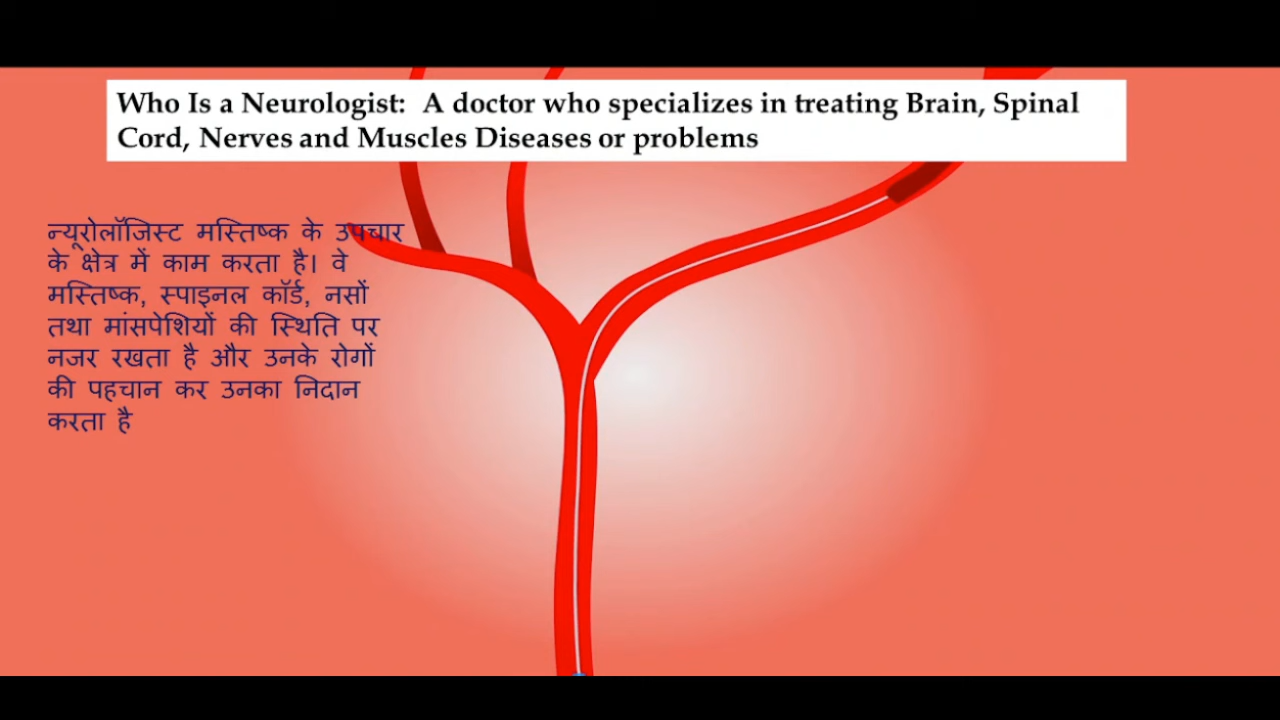 Who Is a Neurologist:  A doctor who specializes in treating Brain, Spinal
Cord, Nerves and Muscles Diseases or problems
न्यूरोलॉजिस्ट मस्तिष्क के उपचार
के क्षेत्र में काम करता है। वे
मस्तिष्क, स्पाइनल कॉर्ड, नसों
तथा मांसपेशियों की स्थिति पर
नजर रखता है और उनके रोगों
की पहचान कर उनका निदान
करता है